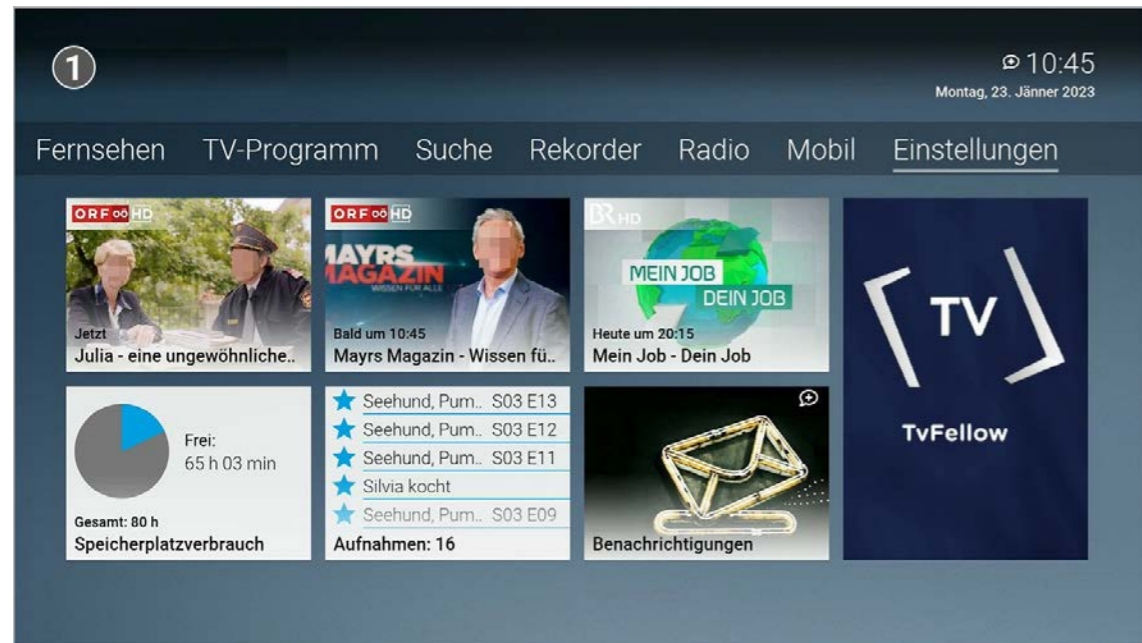 1
10:45
Montag, 23. Jänner 2023
Fernsehen TV-Programm Suche Rekorder Radio Mobil Einstellungen
ORF oö HD
Jetzt
Julia - eine ungewöhnliche..
ORF oö HD
MAYRS
MAGAZIN
WISSEN FÜR ALLE
Bald um 10:45
Mayrs Magazin - Wissen fü..
BR HD
MEIN JOB
DEIN JOB
Heute um 20:15
Mein Job - Dein Job
TV
TvFellow
Frei:
65 h 03 min
Gesamt: 80 h
Speicherplatzverbrauch
Seehund, Pum.. S03 E13
Seehund, Pum.. S03 E12
Seehund, Pum.. S03 E11
Silvia kocht
Seehund, Pum.. S03 E09
Aufnahmen: 16
Benachrichtigungen